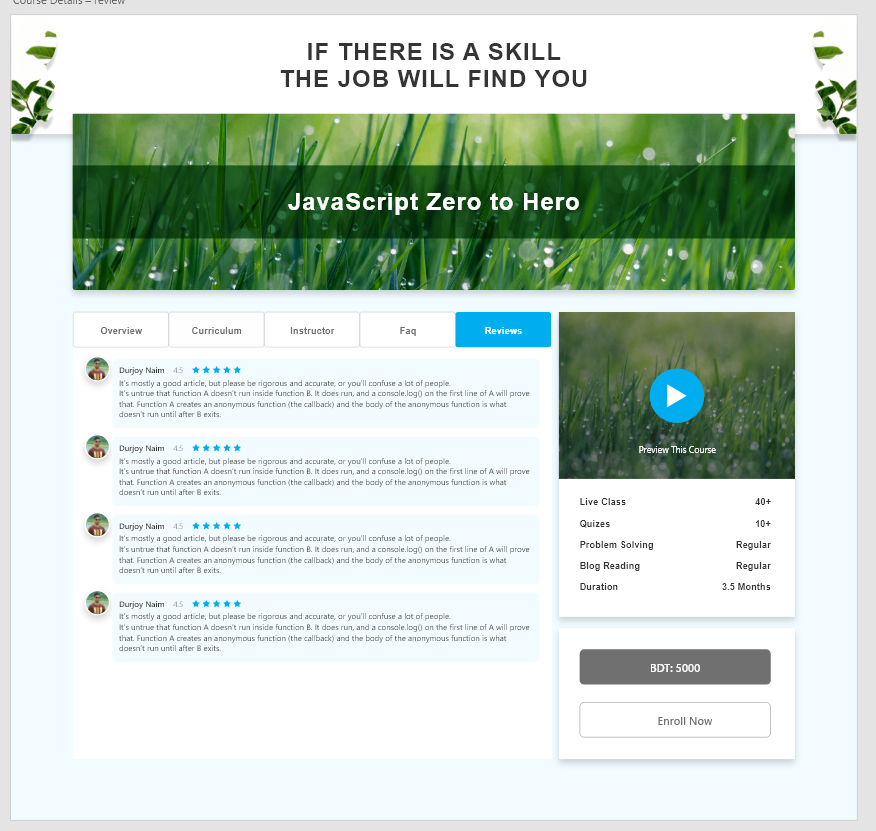 Course Details – review
IF THERE IS A SKILL
THE JOB WILL FIND YOU
JavaScript Zero to Hero
Overview
Curriculum
Instructor
Faq
Reviews
Durjoy Naim 4.5
It's mostly a good article, but please be rigorous and accurate, or you'll confuse a lot of people.
It's untrue that function A doesn't run inside function B. It does run, and a console.log() on the first line of A will prove
that. Function A creates an anonymous function (the callback) and the body of the anonymous function is what
doesn't run until after B exits.
Durjoy Naim 4.5
It's mostly a good article, but please be rigorous and accurate, or you'll confuse a lot of people.
It's untrue that function A doesn't run inside function B. It does run, and a console.log() on the first line of A will prove
that. Function A creates an anonymous function (the callback) and the body of the anonymous function is what
doesn't run until after B exits.
Durjoy Naim 4.5
It's mostly a good article, but please be rigorous and accurate, or you'll confuse a lot of people.
It's untrue that function A doesn't run inside function B. It does run, and a console.log() on the first line of A will prove
that. Function A creates an anonymous function (the callback) and the body of the anonymous function is what
doesn't run until after B exits.
Durjoy Naim 4.5
It's mostly a good article, but please be rigorous and accurate, or you'll confuse a lot of people.
It's untrue that function A doesn't run inside function B. It does run, and a console.log() on the first line of A will prove
that. Function A creates an anonymous function (the callback) and the body of the anonymous function is what
doesn't run until after B exits.
Preview This Course
Live Class 40+
Quizes 10+
Problem Solving Regular
Blog Reading Regular
Duration 3.5 Months
BDT: 5000
Enroll Now